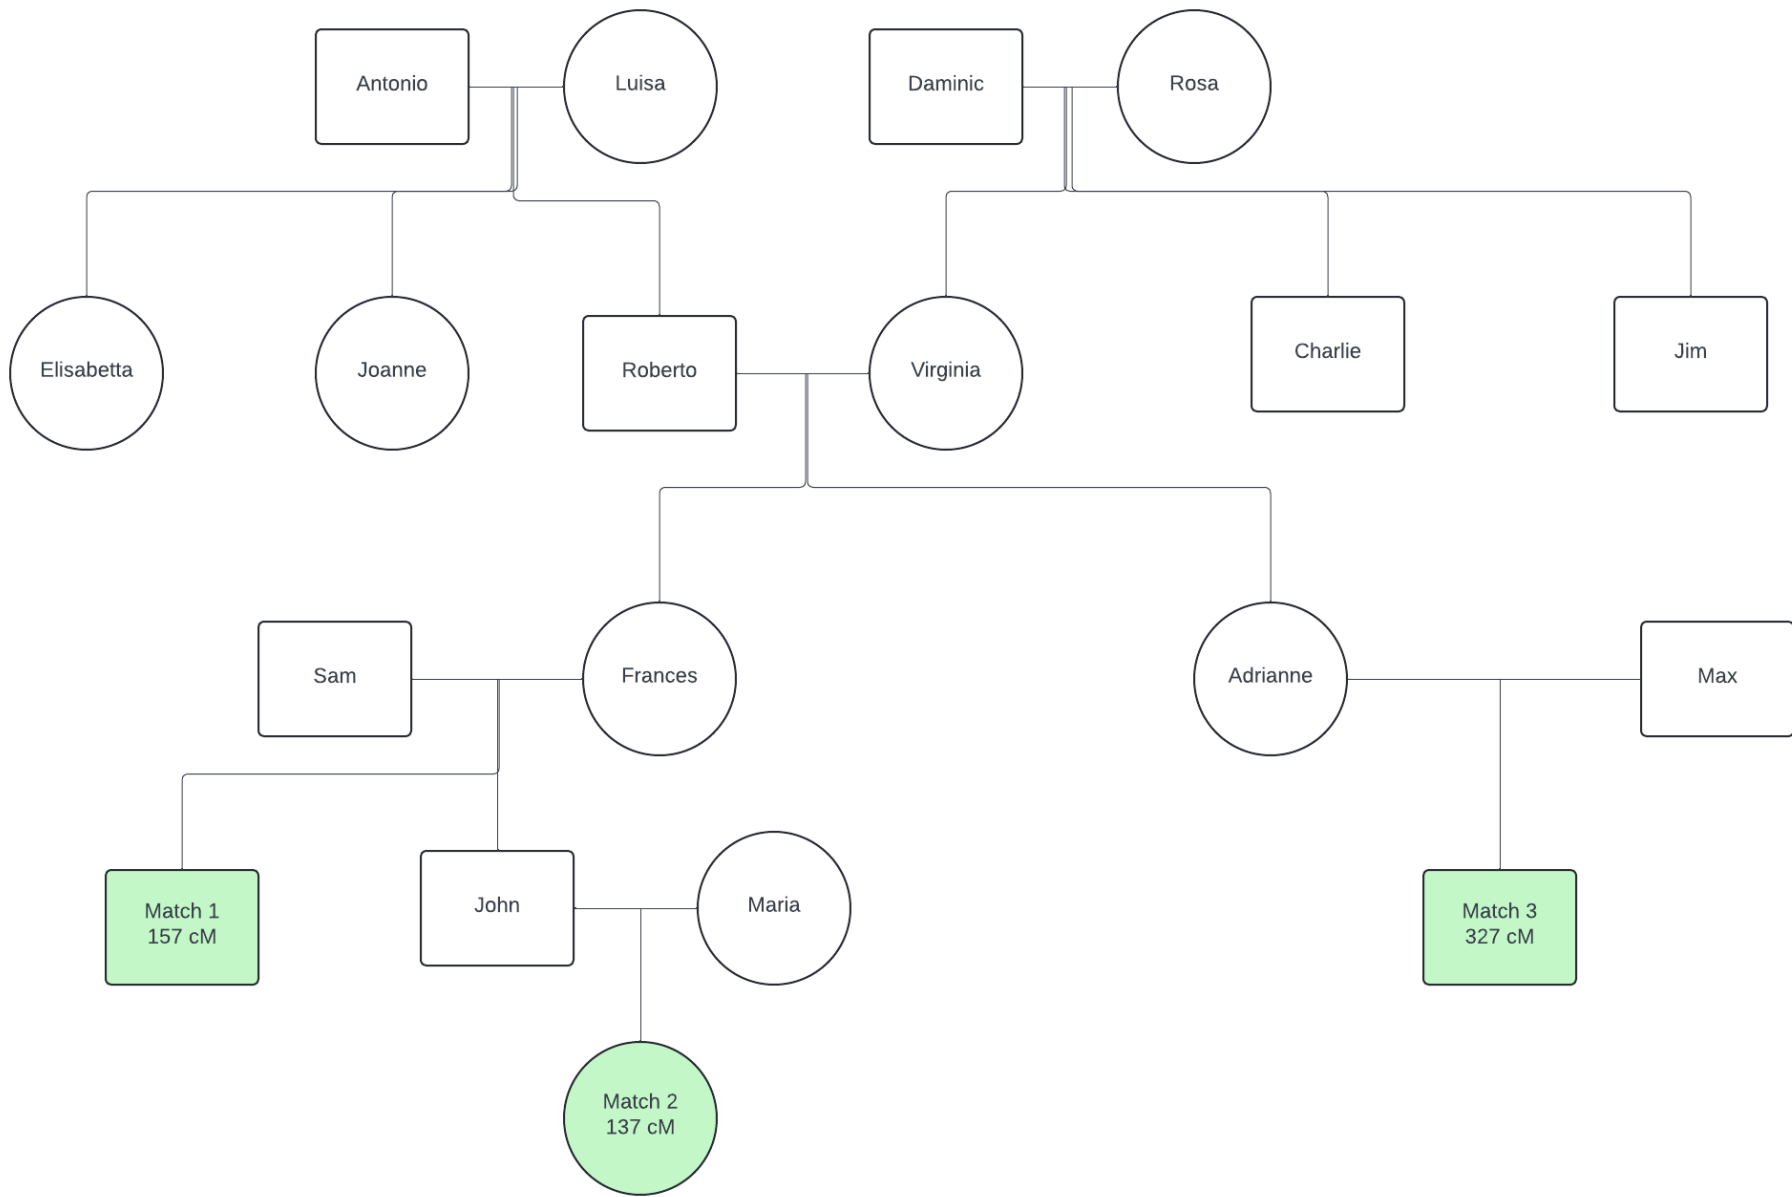 Antonio
Luisa
Daminic
Rosa
Elisabetta
Joanne
Roberto
Virginia
Charlie
Jim
Sam
Frances
Adrianne
Max
Match 1
157 cM
John
Maria
Match 3
327 cM
Match 2
137 cM